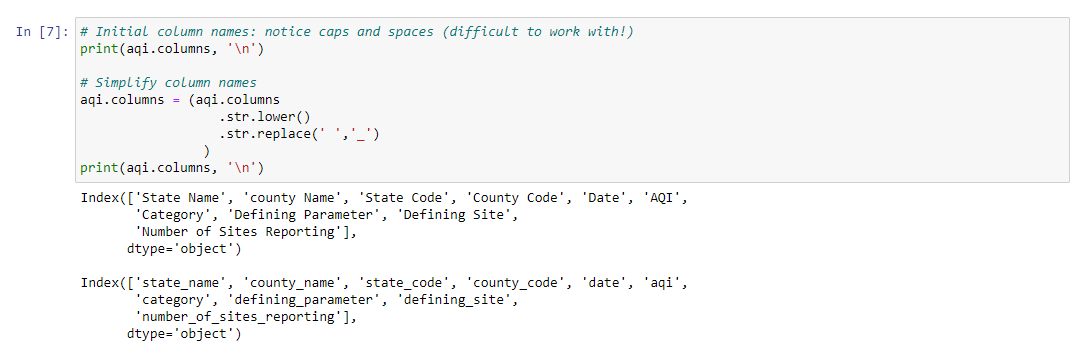 In [7]: # Initial column names: notice caps and spaces (difficult to work with!)
print(aqi.columns, '\n')
# Simplify column names
aqi.columns = (aqi.columns
.str.lower()
.str.replace(' ','_')
)
print(aqi.columns, '\n')
Index(['State Name', 'county Name', 'State Code', 'County Code', 'Date', 'AQI',
'Category', 'Defining Parameter', 'Defining Site',
'Number of Sites Reporting'],
dtype='object')
Index(['state_name', 'county_name', 'state_code', 'county_code', 'date', 'aqi',
'category', 'defining_parameter', 'defining_site',
'number_of_sites_reporting'],
dtype='object')